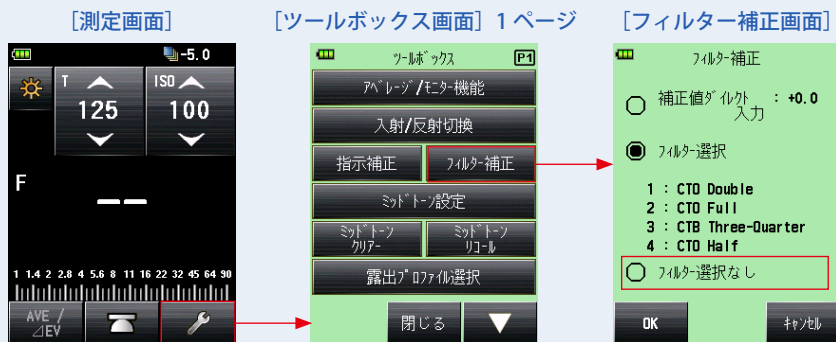 [測定画面]
-5.0
T
125
ISO
100
F
--
1 1.4 2 2.8 4 5.6 8 11 16 22 32 45 64 90
AVE /
⊿EV
[ツールボックス画面] 1 ページ
ツールボックス
P1
アベレージ/モニター機能
入射/反射切換
指示補正
フィルター補正
ミッドトーン設定
ミッドトーン
クリアー
ミッドトーン
リコール
露出プロファイル選択
閉じる
[フィルター補正画面]
フィルター補正
補正値ダイレクト : +0.0
入力
フィルター選択
1 : CTO Double
2 : CTO Full
3 : CTB Three-Quarter
4 : CTO Half
フィルター選択なし
OK
キャンセル